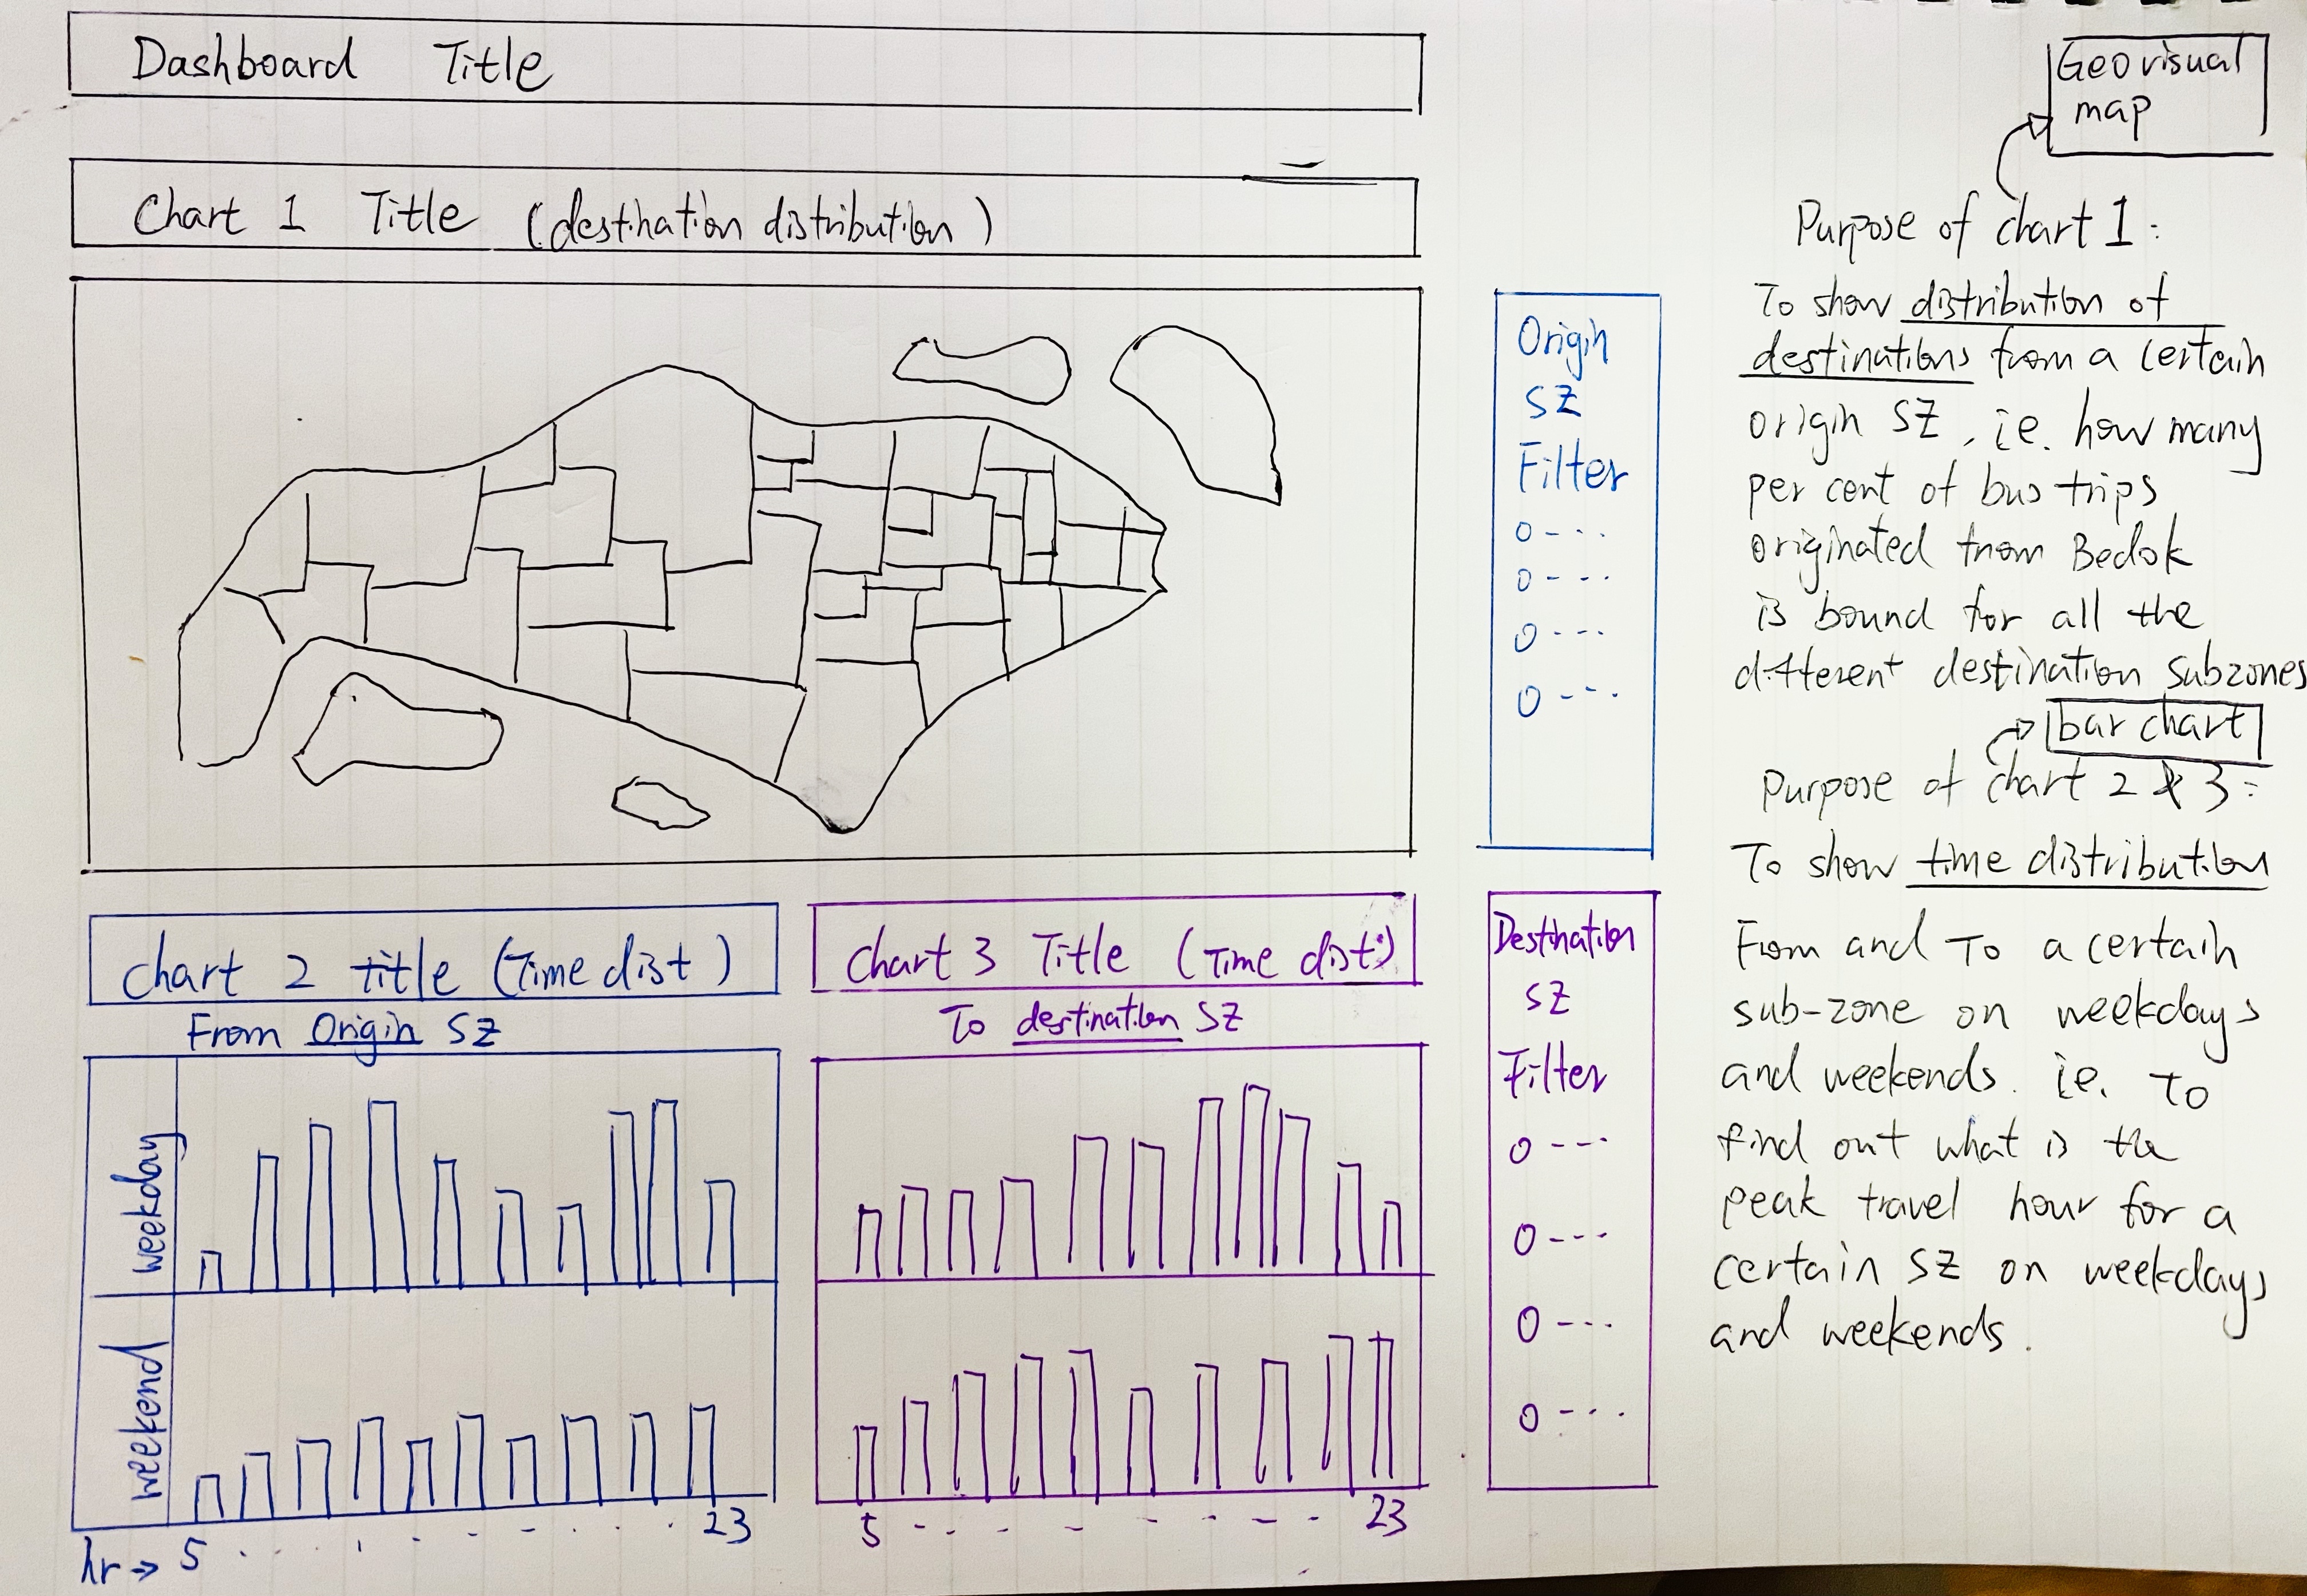 Dashboard Title
Chart 1 Title (destination distribution)
Origin
SZ
Filter
Chart 2 title (Time dist)
From Origin SZ
weekday
weekend
hr → 5 23
Chart 3 Title (Time dist)
To destination SZ
5 23
Destination
SZ
Filter
Geovisual
map
Purpose of chart 1:
To show distribution of
destinations from a certain
origin SZ, i.e. how many
per cent of bus trips
originated from Bedok
is bound for all the
different destination subzones
bar chart
Purpose of chart 2 & 3:
To show time distribution
From and To a certain
sub-zone on weekdays
and weekends. i.e. To
find out what is the
peak travel hour for a
certain SZ on weekdays
and weekends.